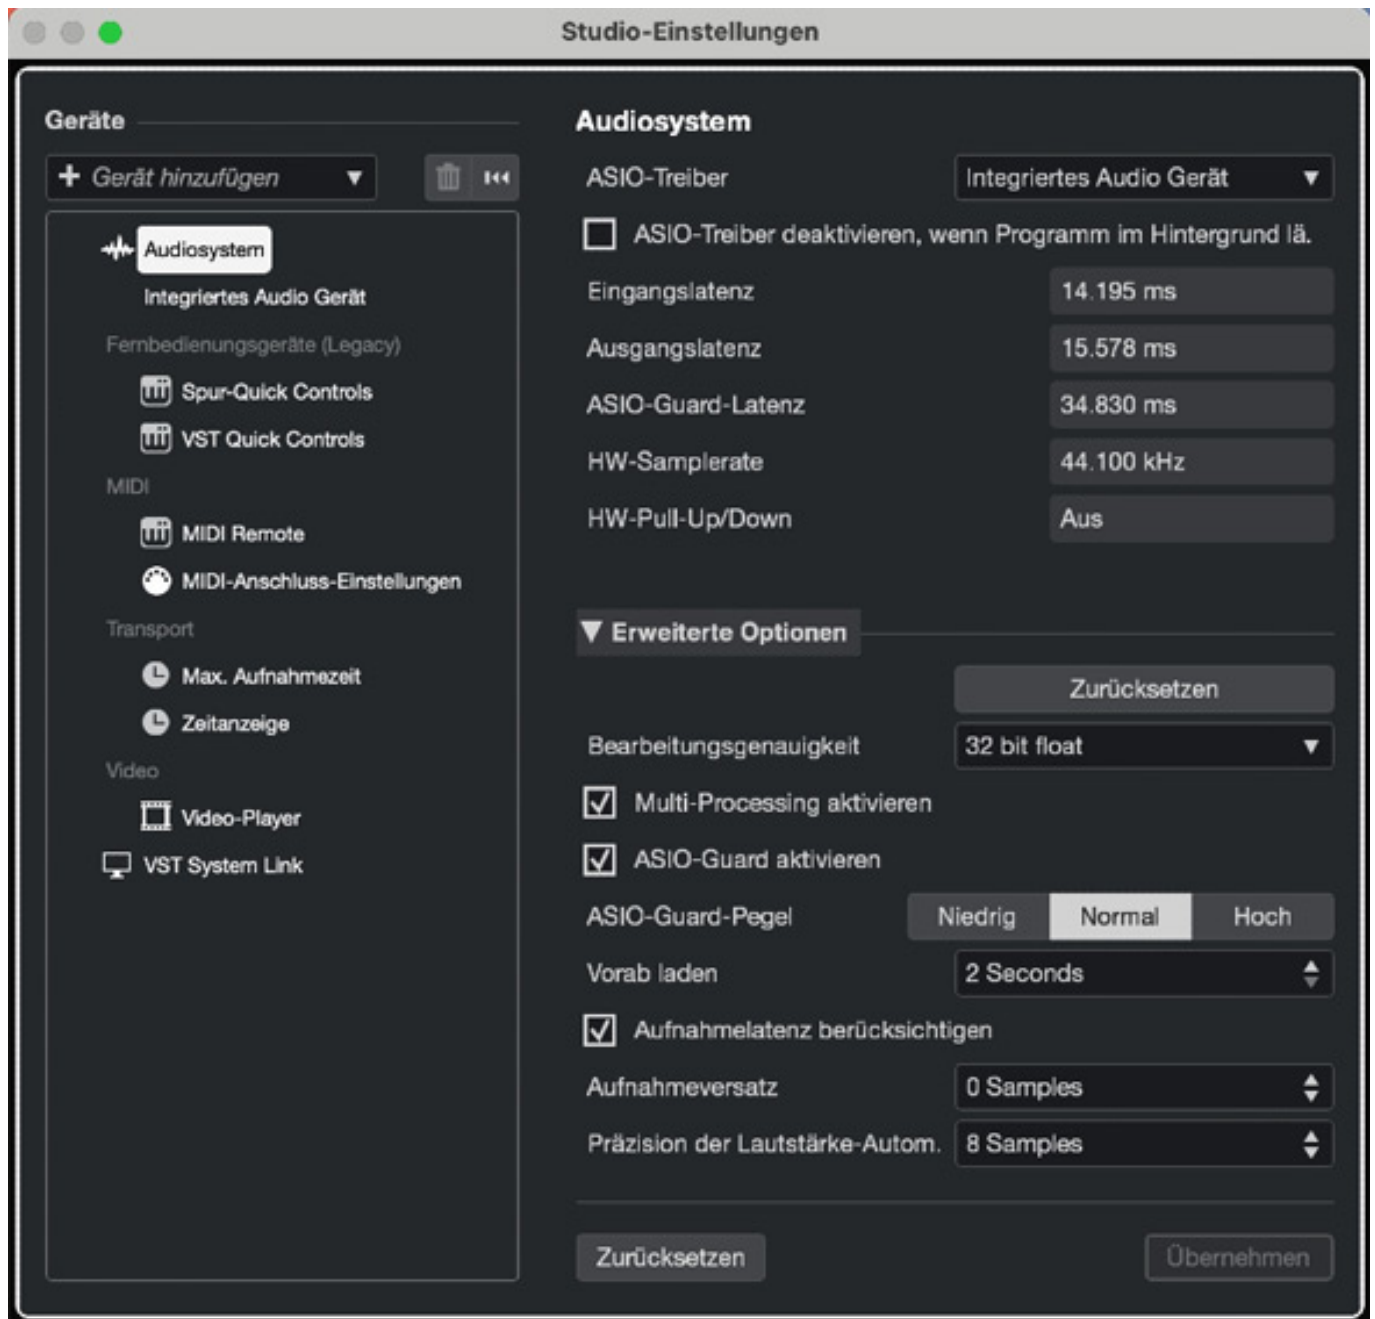 Studio-Einstellungen
Geräte
Gerät hinzufügen
Audiosystem
Integriertes Audio Gerät
Fernbedienungsgeräte (Legacy)
Spur-Quick Controls
VST Quick Controls
MIDI
MIDI Remote
MIDI-Anschluss-Einstellungen
Transport
Max. Aufnahmezeit
Zeitanzeige
Video
Video-Player
VST System Link
Audiosystem
ASIO-Treiber Integriertes Audio Gerät
ASIO-Treiber deaktivieren, wenn Programm im Hintergrund lä.
Eingangslatenz 14.195 ms
Ausgangslatenz 15.578 ms
ASIO-Guard-Latenz 34.830 ms
HW-Samplerate 44.100 kHz
HW-Pull-Up/Down Aus
Erweiterte Optionen
Zurücksetzen
Bearbeitungsgenauigkeit 32 bit float
Multi-Processing aktivieren
ASIO-Guard aktivieren
ASIO-Guard-Pegel Niedrig Normal Hoch
Vorab laden 2 Seconds
Aufnahmelatenz berücksichtigen
Aufnahmeversatz 0 Samples
Präzision der Lautstärke-Autom. 8 Samples
Zurücksetzen Übernehmen